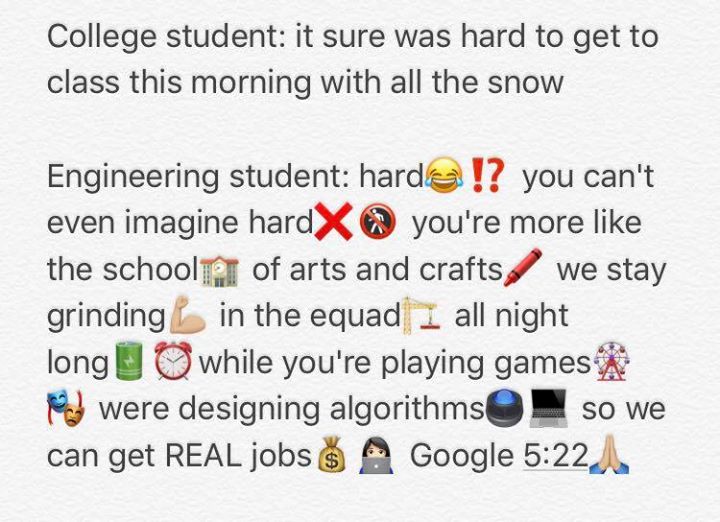 College student: it sure was hard to get to
class this morning with all the snow
Engineering student: hard😂⁉️ you can't
even imagine hard❌🚷 you're more like
the school🏫 of arts and crafts🖍 we stay
grinding💪🏼 in the equad🏗 all night
long🔋⏰while you're playing games🎡
🎭 were designing algorithms🖲💻 so we
can get REAL jobs💰👩🏻‍💻 Google 5:22🙏🏼